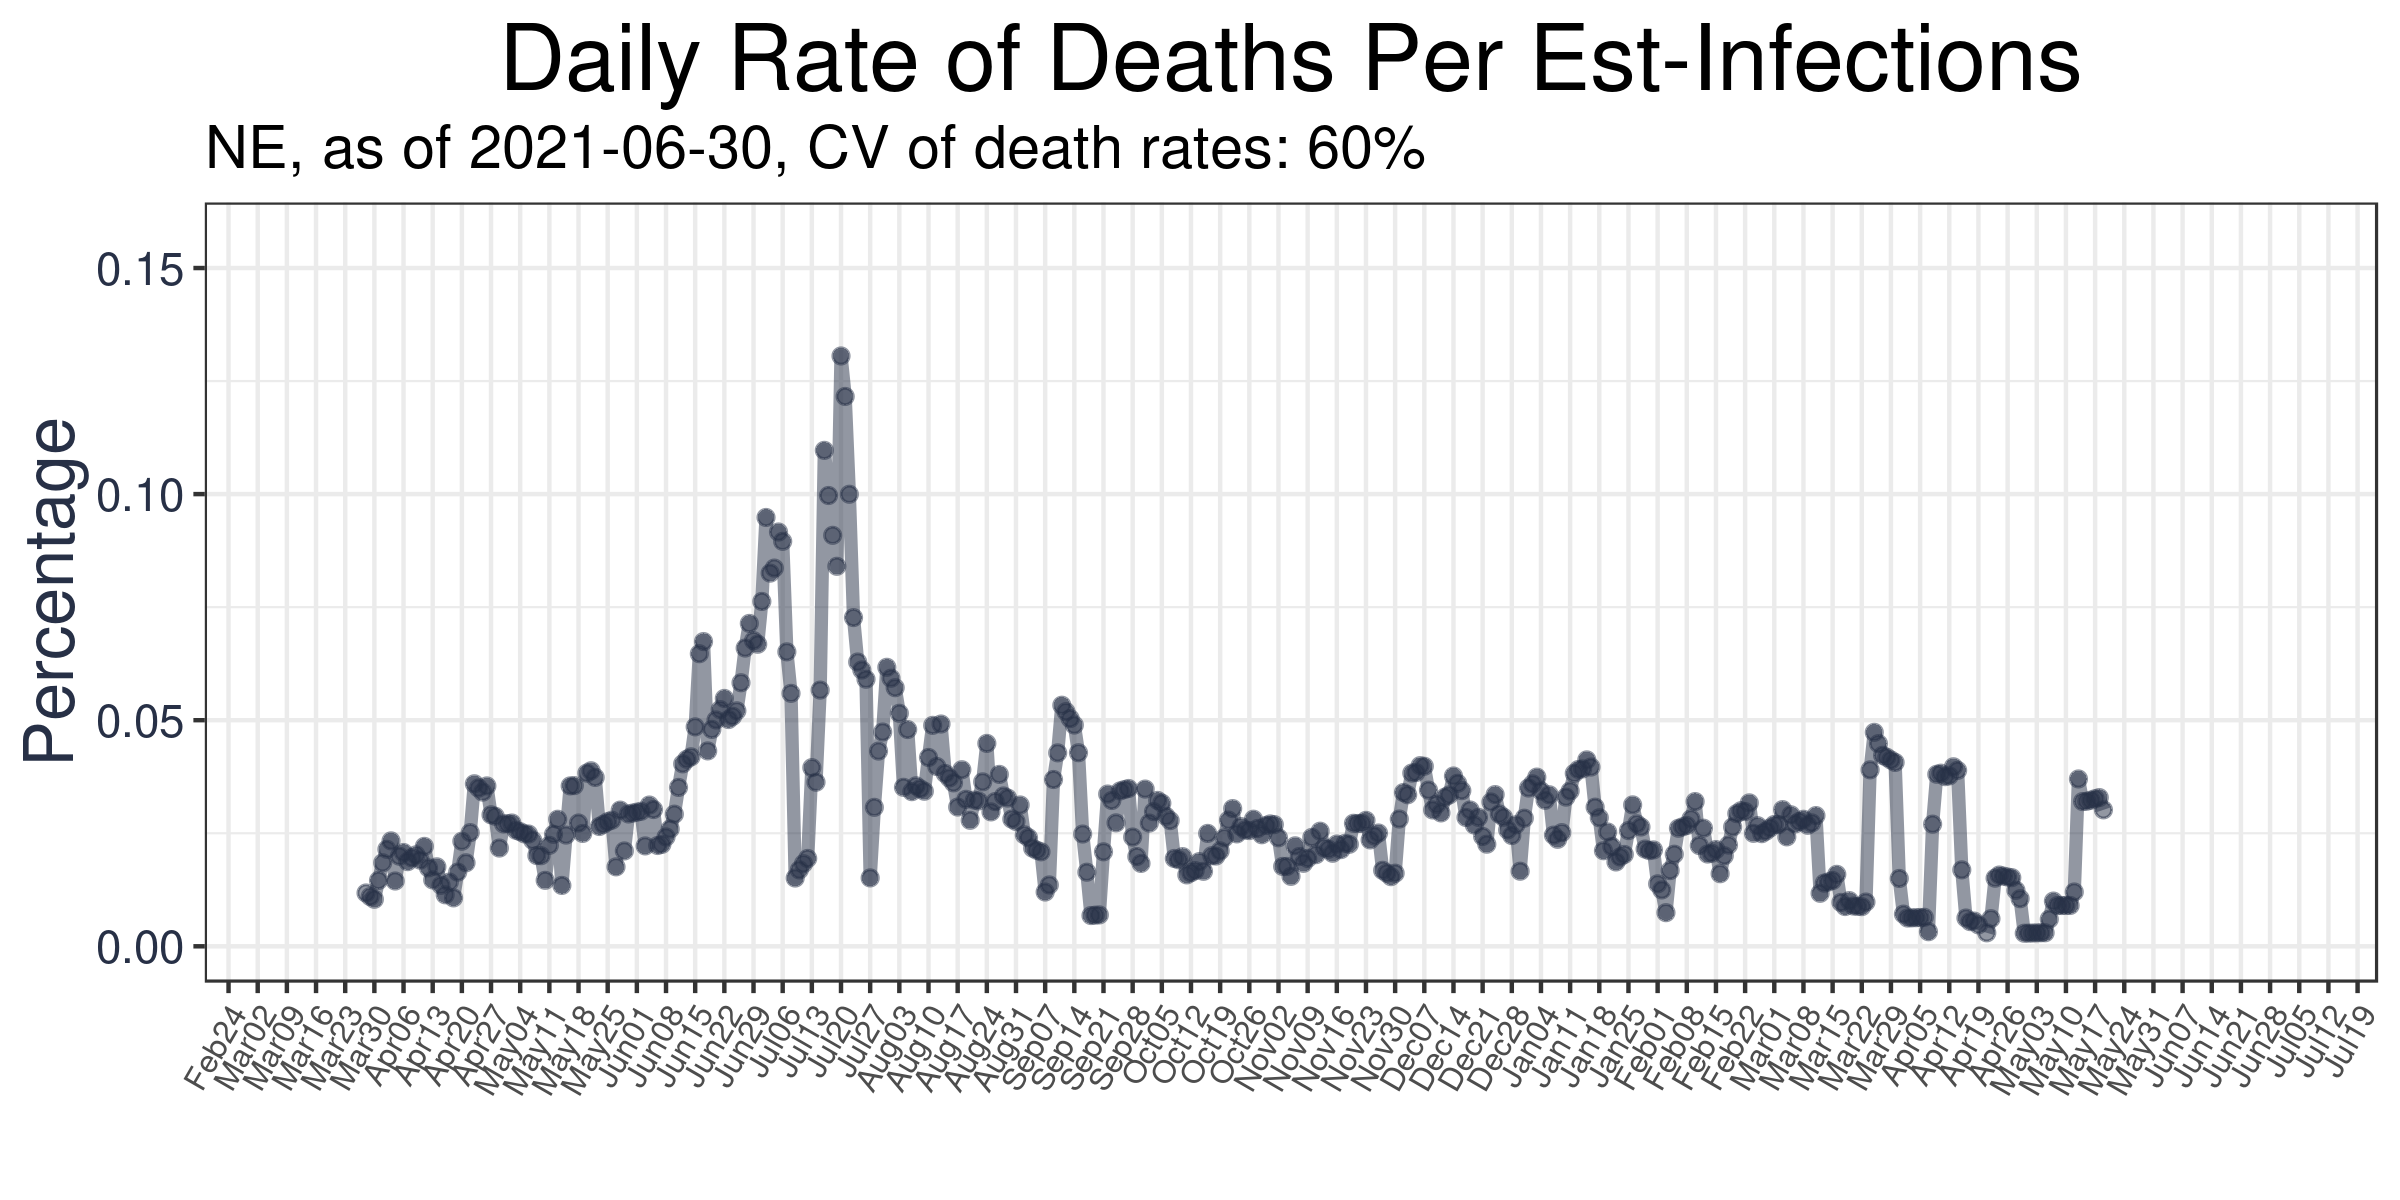 Daily Rate of Deaths Per Est-Infections
NE, as of 2021-06-30, CV of death rates: 60%
Percentage
0.15
0.10
0.05
0.00
Feb24
Mar02
Mar09
Mar16
Mar23
Mar30
Apr06
Apr13
Apr20
Apr27
May04
May11
May18
May25
Jun01
Jun08
Jun15
Jun22
Jun29
Jul06
Jul13
Jul20
Jul27
Aug03
Aug10
Aug17
Aug24
Aug31
Sep07
Sep14
Sep21
Sep28
Oct05
Oct12
Oct19
Oct26
Nov02
Nov09
Nov16
Nov23
Nov30
Dec07
Dec14
Dec21
Dec28
Jan04
Jan11
Jan18
Jan25
Feb01
Feb08
Feb15
Feb22
Mar01
Mar08
Mar15
Mar22
Mar29
Apr05
Apr12
Apr19
Apr26
May03
May10
May17
May24
May31
Jun07
Jun14
Jun21
Jun28
Jul05
Jul12
Jul19